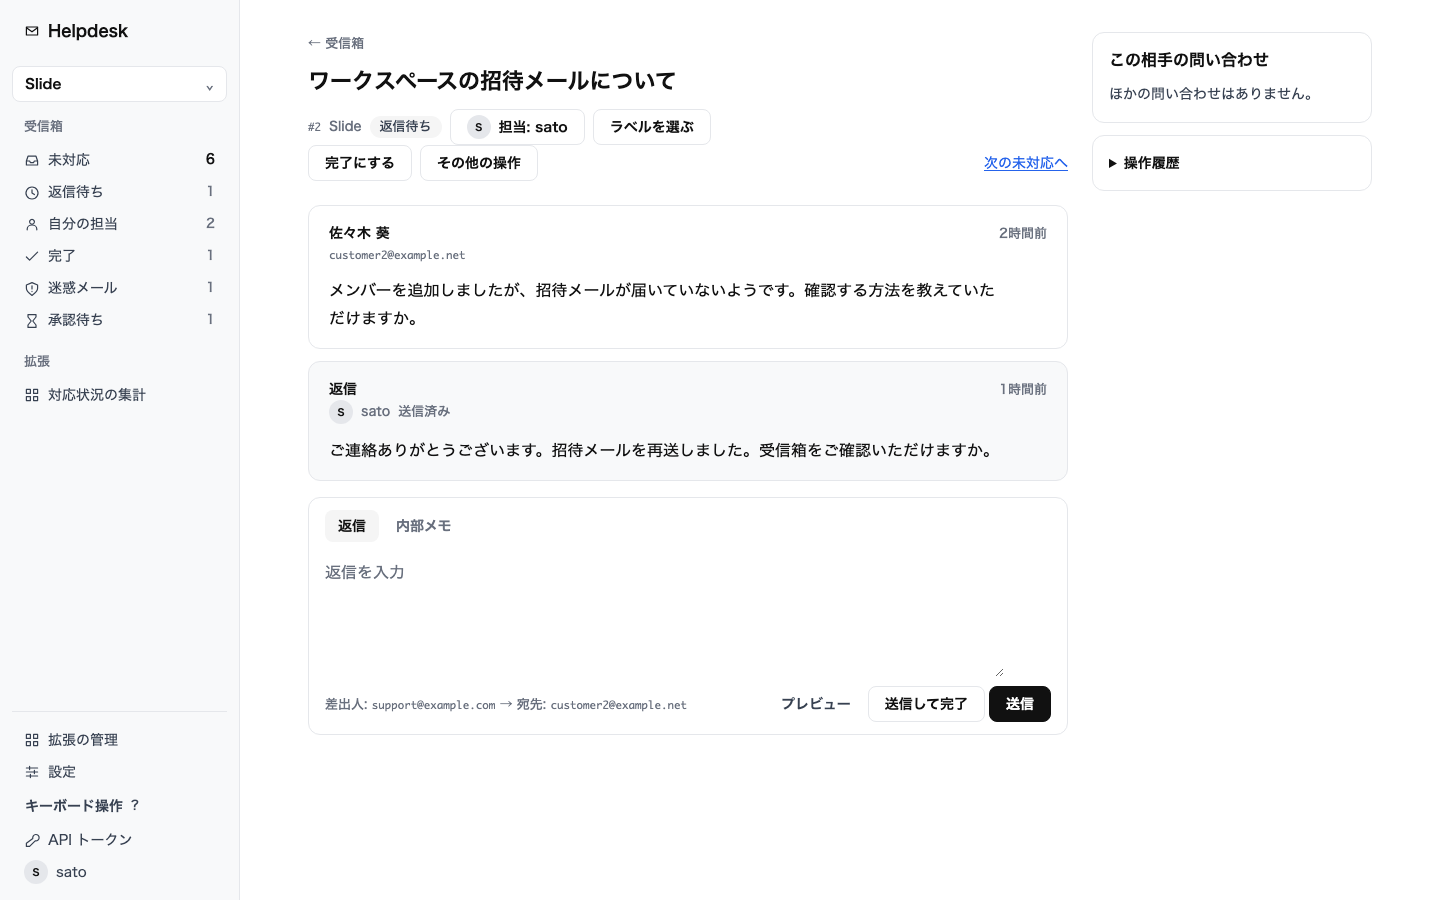 Helpdesk
Slide
受信箱
未対応 6
返信待ち 1
自分の担当 2
完了 1
迷惑メール 1
承認待ち 1
拡張
対応状況の集計
拡張の管理
設定
キーボード操作 ?
API トークン
S sato
← 受信箱
ワークスペースの招待メールについて
#2 Slide 返信待ち S 担当: sato ラベルを選ぶ
完了にする その他の操作 次の未対応へ
佐々木 葵 2時間前
customer2@example.net
メンバーを追加しましたが、招待メールが届いていないようです。確認する方法を教えていた
だけますか。
返信 1時間前
S sato 送信済み
ご連絡ありがとうございます。招待メールを再送しました。受信箱をご確認いただけますか。
返信 内部メモ
返信を入力
差出人: support@example.com → 宛先: customer2@example.net プレビュー 送信して完了 送信
この相手の問い合わせ
ほかの問い合わせはありません。
▶ 操作履歴